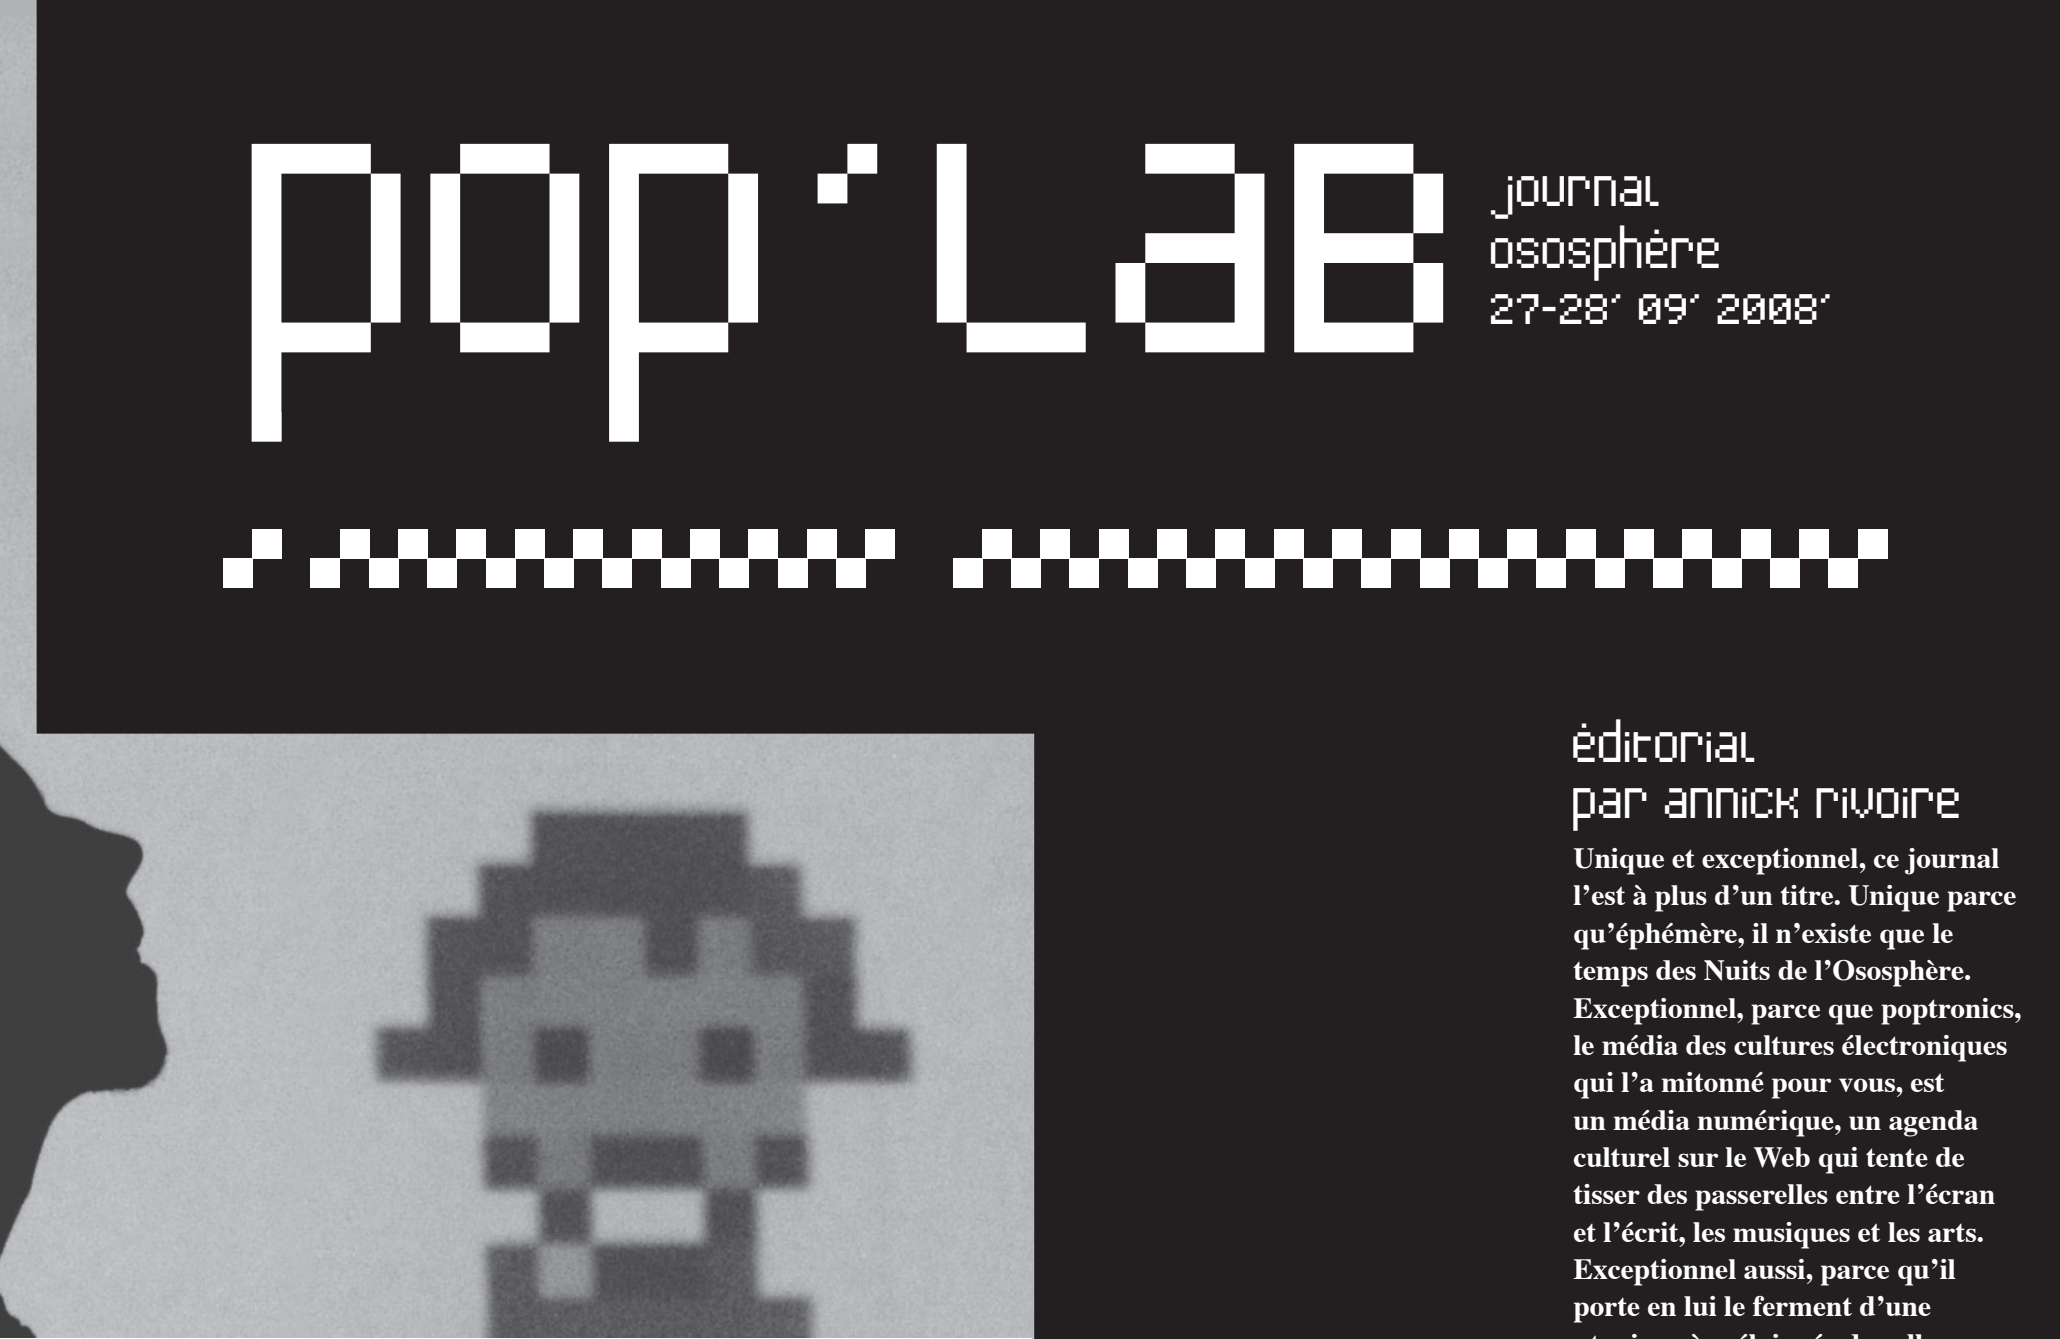 pop'Lab
journal
ososphère
27-28' 09' 2008'
éditorial
par annick rivoire
Unique et exceptionnel, ce journal
l’est à plus d’un titre. Unique parce
qu’éphémère, il n’existe que le
temps des Nuits de l’Ososphère.
Exceptionnel, parce que poptronics,
le média des cultures électroniques
qui l’a mitonné pour vous, est
un média numérique, un agenda
culturel sur le Web qui tente de
tisser des passerelles entre l’écran
et l’écrit, les musiques et les arts.
Exceptionnel aussi, parce qu’il
porte en lui le ferment d’une